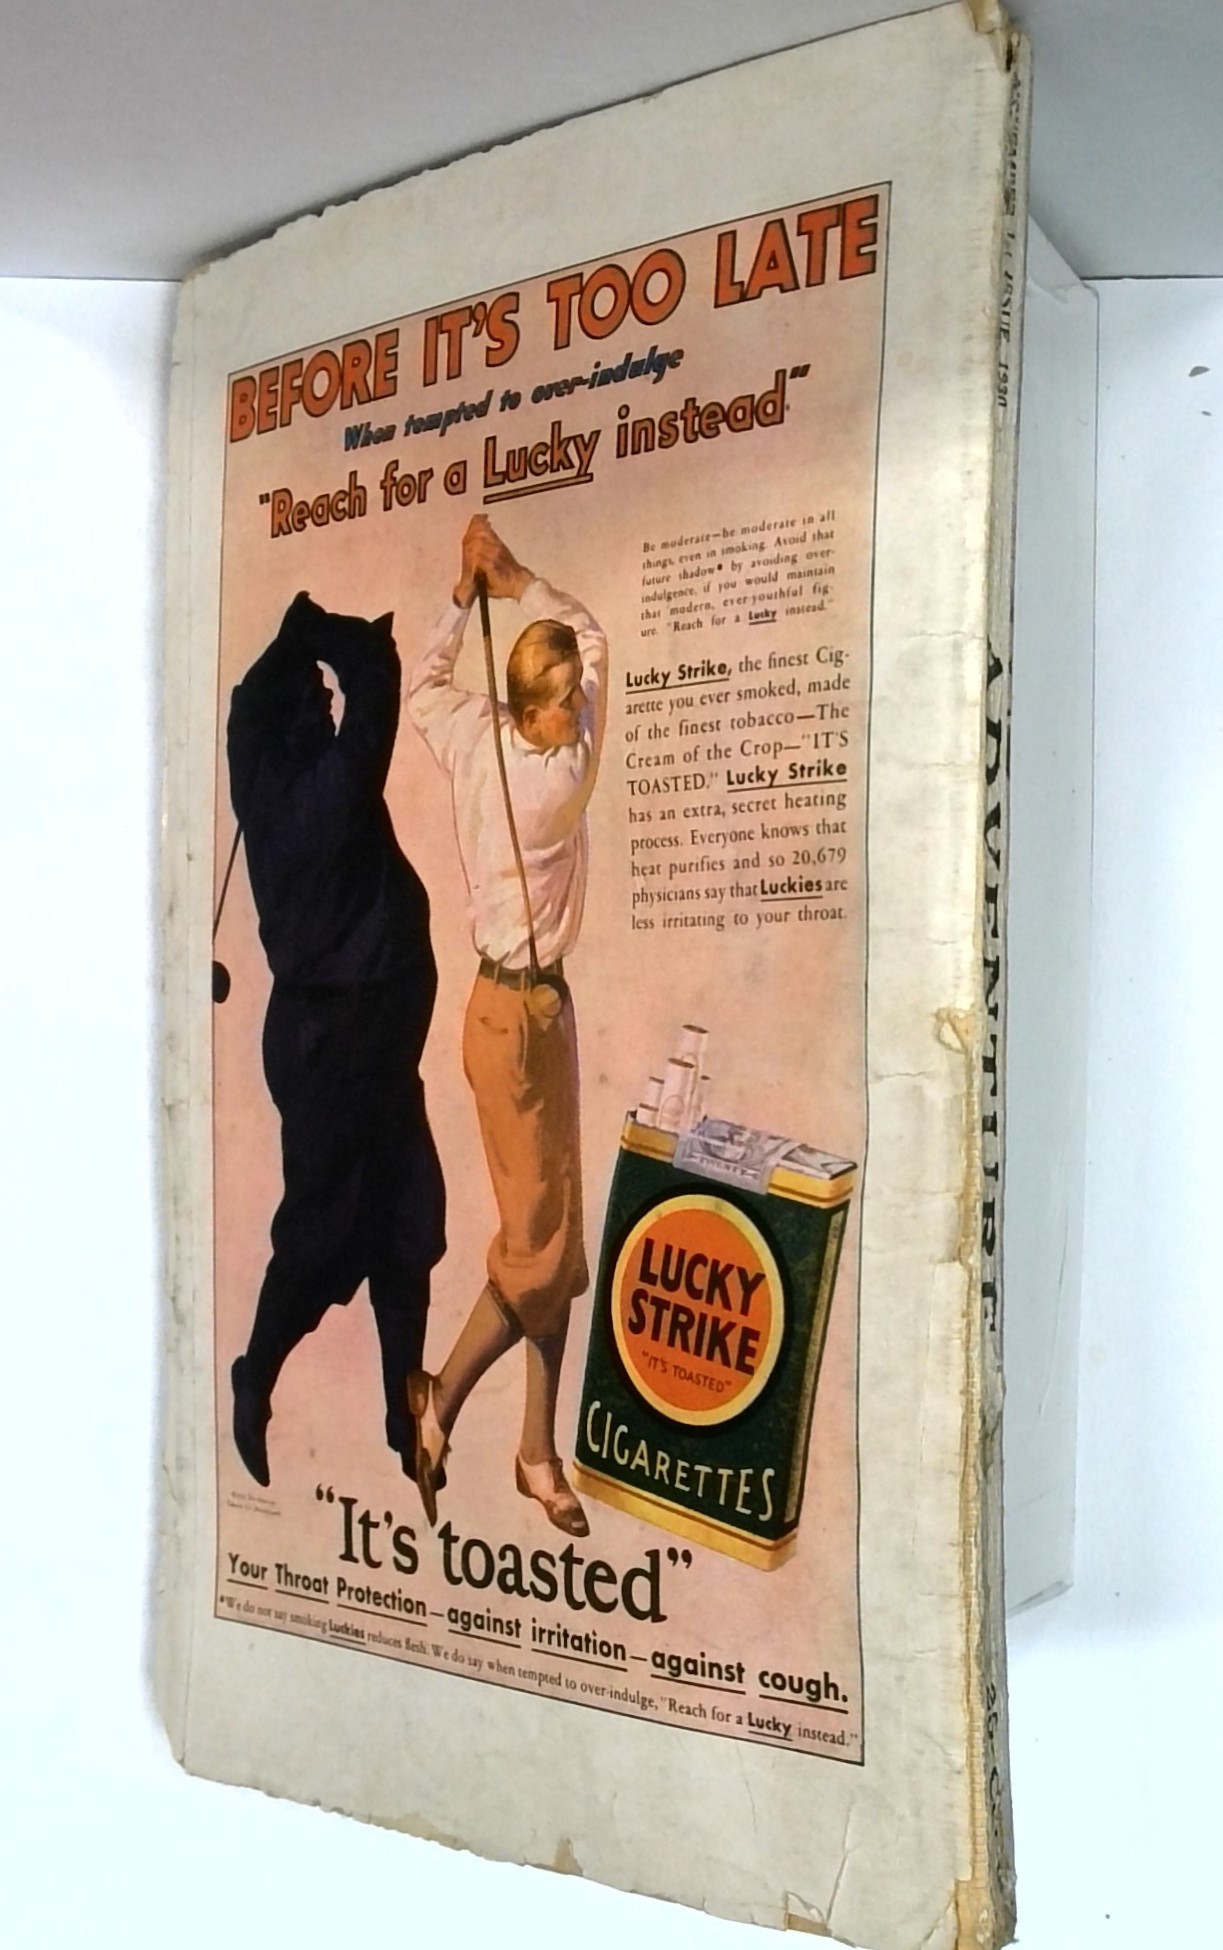 BEFORE IT'S TOO LATE
When tempted to over-indulge
"Reach for a Lucky instead"
Be moderate—be moderate in all
things, even in smoking. Avoid that
future shadow* by avoiding over-
indulgence, if you would maintain
that modern, ever-youthful fig-
ure. "Reach for a Lucky instead."
Lucky Strike, the finest Cig-
arette you ever smoked, made
of the finest tobacco—The
Cream of the Crop—"IT'S
TOASTED." Lucky Strike
has an extra, secret heating
process. Everyone knows that
heat purifies and so 20,679
physicians say that Luckies are
less irritating to your throat.
TWENTY
LUCKY
STRIKE
"IT'S TOASTED"
CIGARETTES
"It's toasted"
Your Throat Protection—against irritation—against cough.
*We do not say smoking Luckies reduces flesh. We do say when tempted to over-indulge, "Reach for a Lucky instead."
1st ISSUE
ADVENTURE